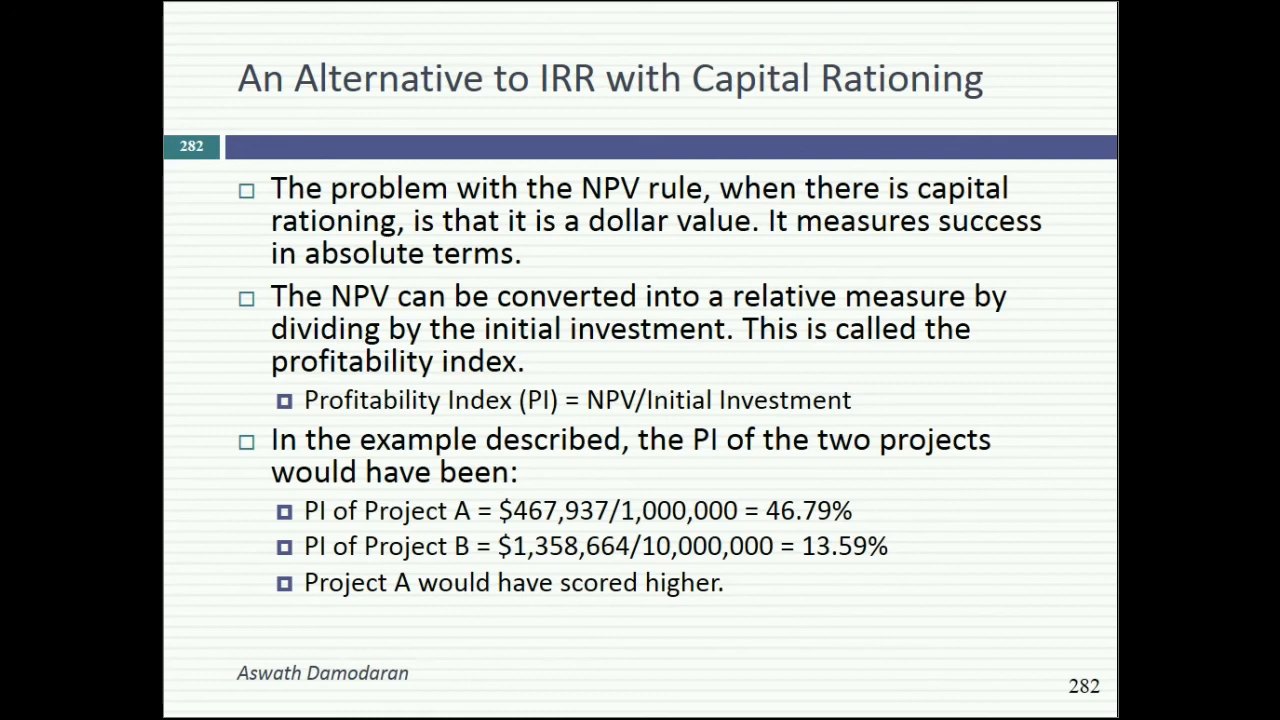 An Alternative to IRR with Capital Rationing
282
The problem with the NPV rule, when there is capital
rationing, is that it is a dollar value. It measures success
in absolute terms.
The NPV can be converted into a relative measure by
dividing by the initial investment. This is called the
profitability index.
Profitability Index (PI) = NPV/Initial Investment
In the example described, the PI of the two projects
would have been:
PI of Project A = $467,937/1,000,000 = 46.79%
PI of Project B = $1,358,664/10,000,000 = 13.59%
Project A would have scored higher.
Aswath Damodaran
282